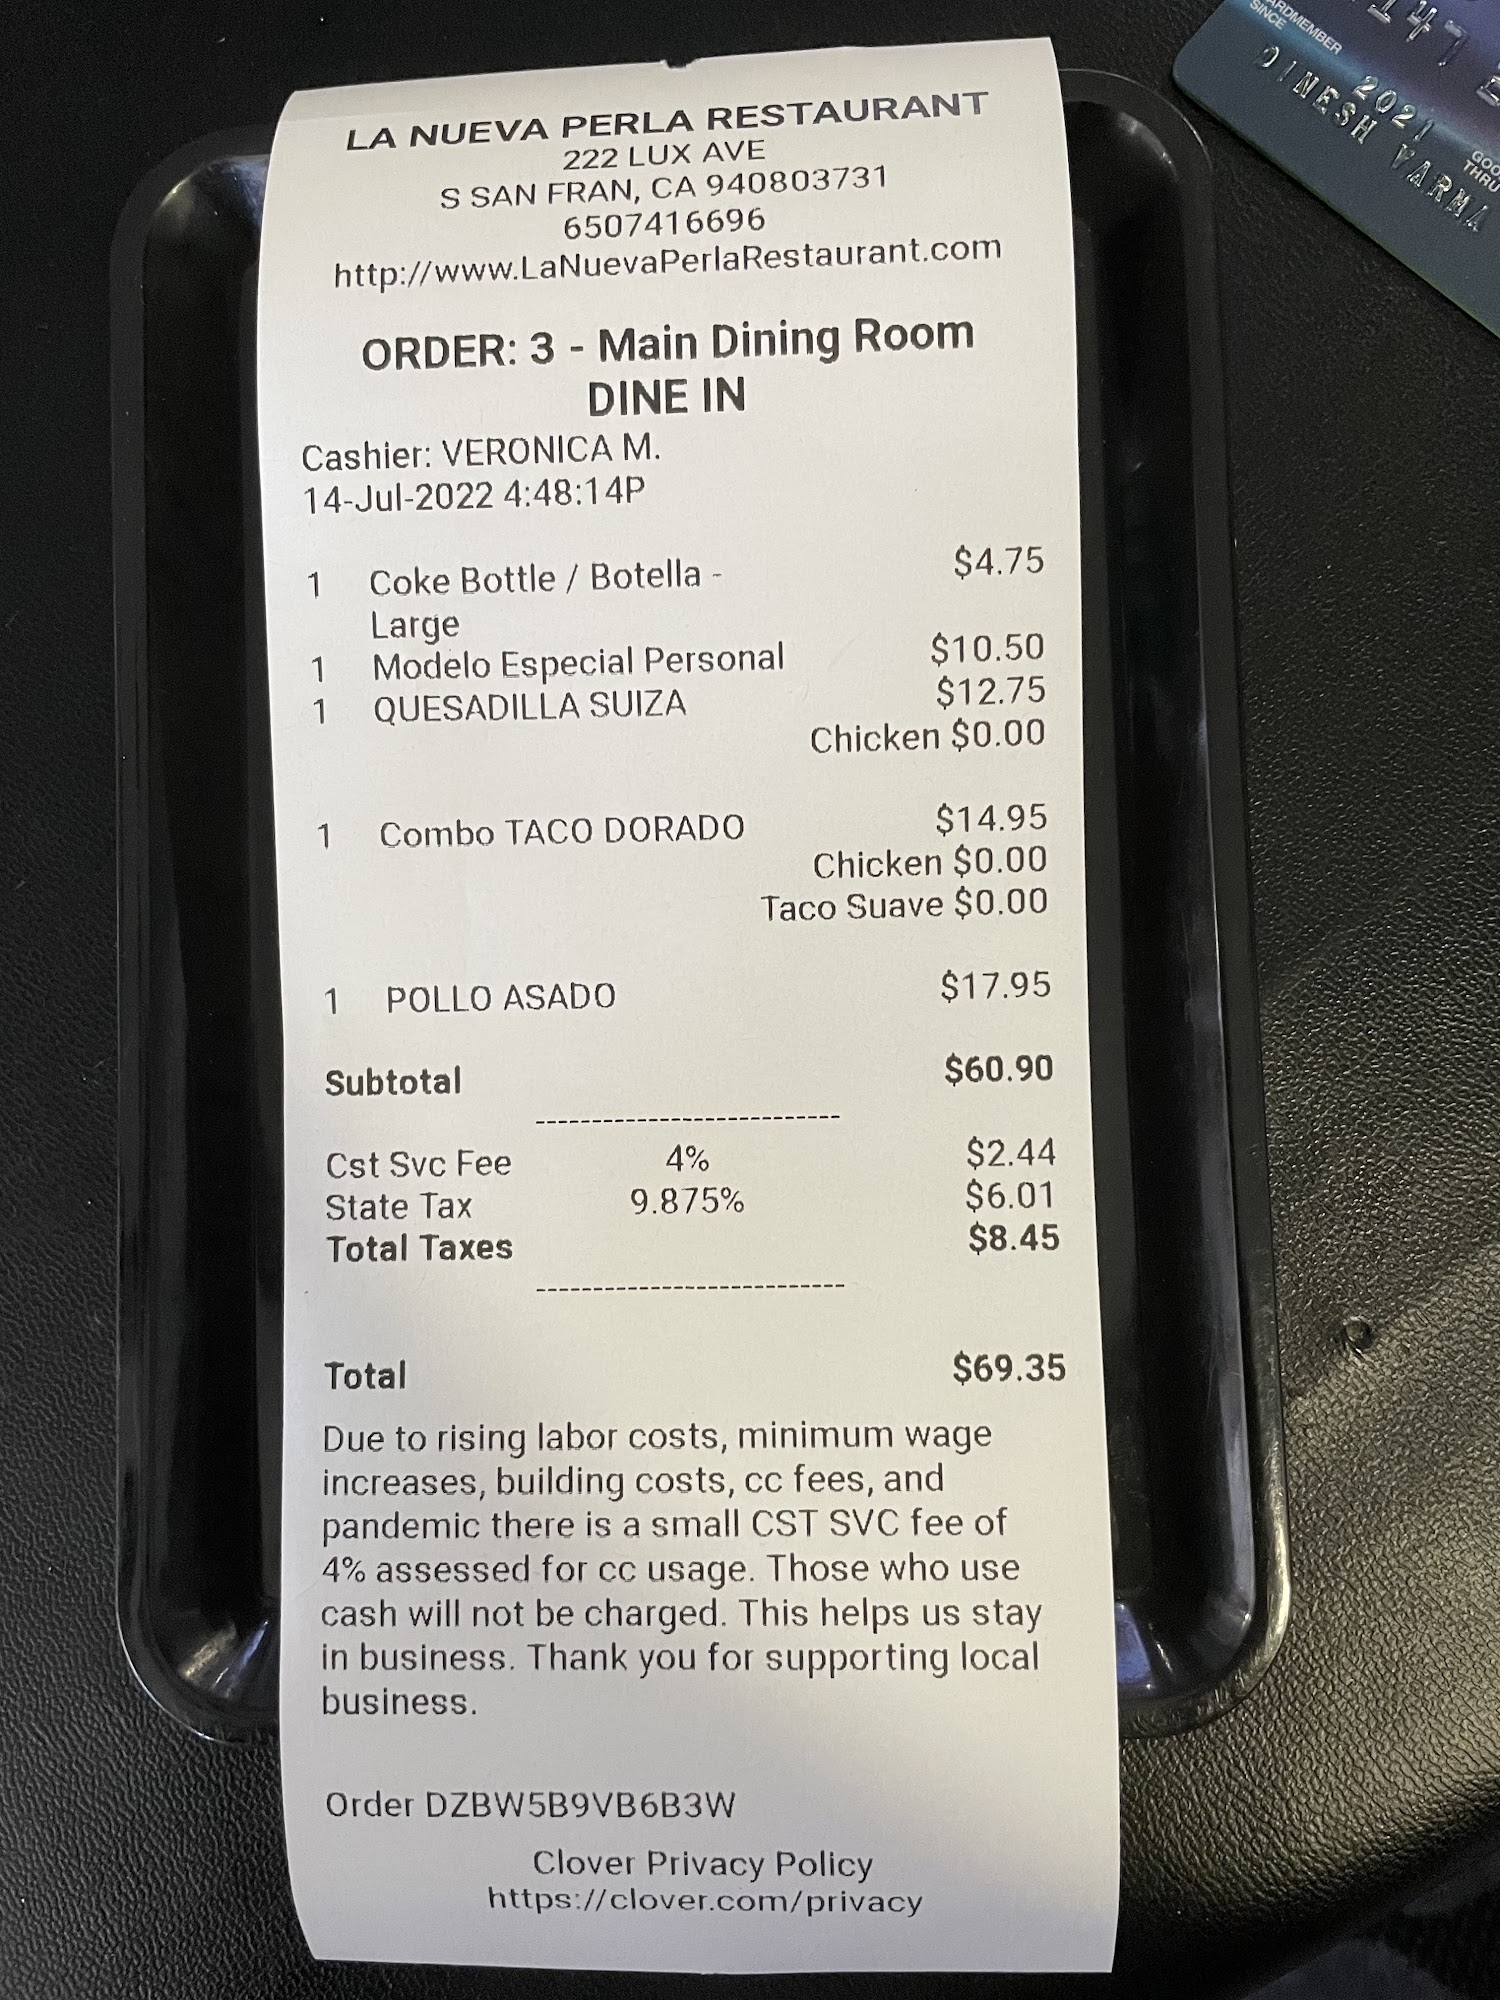 LA NUEVA PERLA RESTAURANT
222 LUX AVE
S SAN FRAN, CA 940803731
6507416696
http://www.LaNuevaPerlaRestaurant.com
ORDER: 3 - Main Dining Room
DINE IN
Cashier: VERONICA M.
14-Jul-2022 4:48:14P
1 Coke Bottle / Botella - $4.75
Large
1 Modelo Especial Personal $10.50
1 QUESADILLA SUIZA $12.75
Chicken $0.00
1 Combo TACO DORADO $14.95
Chicken $0.00
Taco Suave $0.00
1 POLLO ASADO $17.95
Subtotal $60.90
--------------------------
Cst Svc Fee 4% $2.44
State Tax 9.875% $6.01
Total Taxes $8.45
--------------------------
Total $69.35
Due to rising labor costs, minimum wage
increases, building costs, cc fees, and
pandemic there is a small CST SVC fee of
4% assessed for cc usage. Those who use
cash will not be charged. This helps us stay
in business. Thank you for supporting local
business.
Order DZBW5B9VB6B3W
Clover Privacy Policy
https://clover.com/privacy
SINCE 2021
DINESH VARMA
THRU